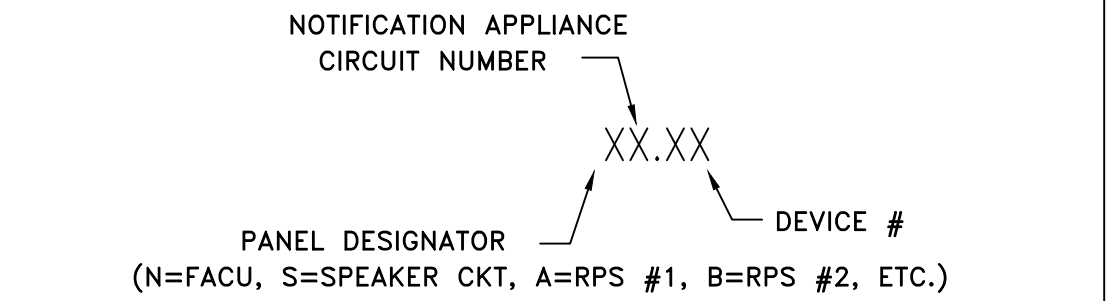 NOTIFICATION APPLIANCE
CIRCUIT NUMBER
XX.XX
DEVICE #
PANEL DESIGNATOR
(N=FACU, S=SPEAKER CKT, A=RPS #1, B=RPS #2, ETC.)